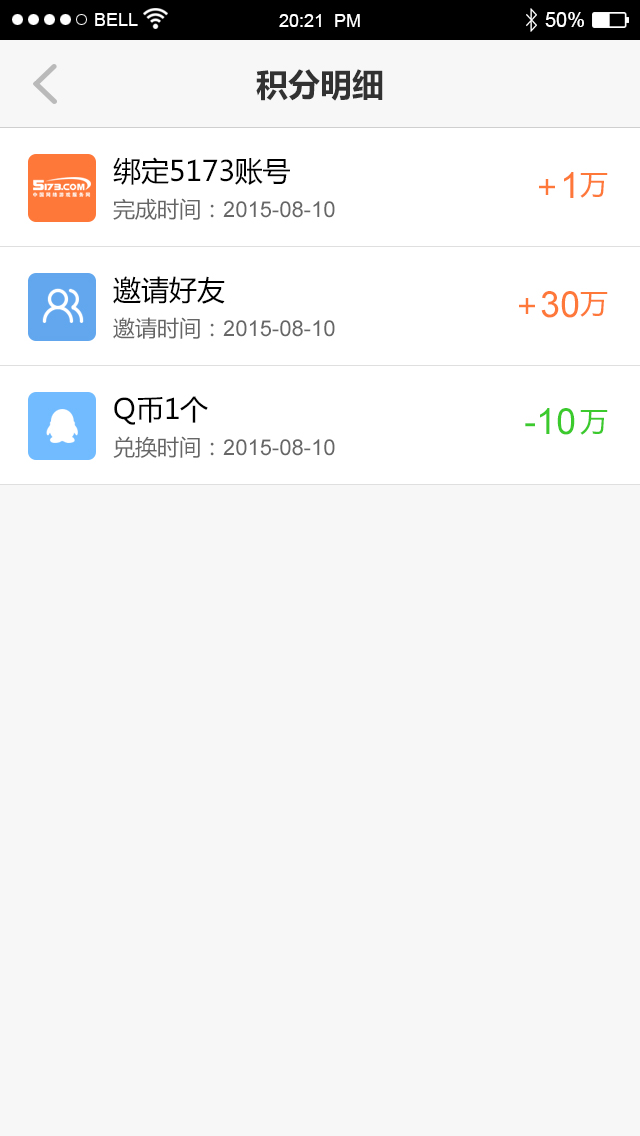 BELL 20:21 PM 50%
积分明细
5173.COM
中国网络游戏服务网
绑定5173账号
完成时间：2015-08-10
+1万
邀请好友
邀请时间：2015-08-10
+30万
Q币1个
兑换时间：2015-08-10
-10万